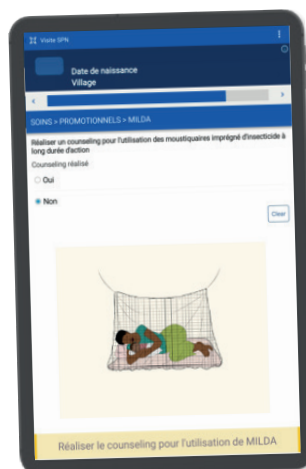 Visite SPN
Date de naissance
Village
SOINS > PROMOTIONNELS > MILDA
Réaliser un counseling pour l'utilisation des moustiquaires imprégné d'insecticide à
long durée d'action
Counseling réalisé
Oui
Non
Clear
Réaliser le counseling pour l'utilisation de MILDA